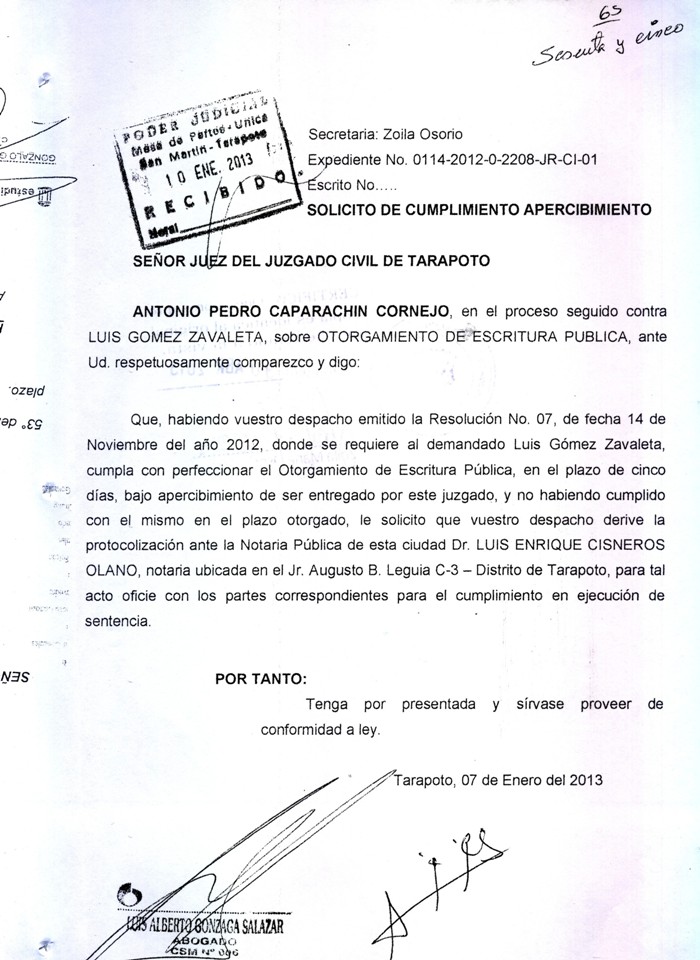 65
Sesenta y cinco
PODER JUDICIAL
Mesa de Partes-Unica
San Martin-Tarapoto
10 ENE. 2013
RECIBIDO
Secretaria: Zoila Osorio
Expediente No. 0114-2012-0-2208-JR-CI-01
Escrito No…..
SOLICITO DE CUMPLIMIENTO APERCIBIMIENTO
SEÑOR JUEZ DEL JUZGADO CIVIL DE TARAPOTO
ANTONIO PEDRO CAPARACHIN CORNEJO, en el proceso seguido contra
LUIS GOMEZ ZAVALETA, sobre OTORGAMIENTO DE ESCRITURA PUBLICA, ante
Ud. respetuosamente comparezco y digo:
Que, habiendo vuestro despacho emitido la Resolución No. 07, de fecha 14 de
Noviembre del año 2012, donde se requiere al demandado Luis Gómez Zavaleta,
cumpla con perfeccionar el Otorgamiento de Escritura Pública, en el plazo de cinco
días, bajo apercibimiento de ser entregado por este juzgado, y no habiendo cumplido
con el mismo en el plazo otorgado, le solicito que vuestro despacho derive la
protocolización ante la Notaria Pública de esta ciudad Dr. LUIS ENRIQUE CISNEROS
OLANO, notaria ubicada en el Jr. Augusto B. Leguia C-3 – Distrito de Tarapoto, para tal
acto oficie con los partes correspondientes para el cumplimiento en ejecución de
sentencia.
POR TANTO:
Tenga por presentada y sírvase proveer de
conformidad a ley.
Tarapoto, 07 de Enero del 2013
LUIS ALBERTO GONZAGA SALAZAR
ABOGADO
CSM Nº 006
GONZALO G
estudi
plazo.
53° de
SEÑ